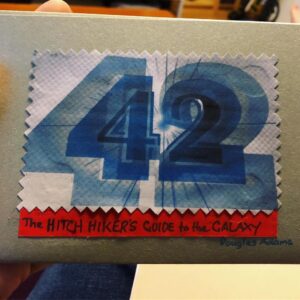 42
The HITCH HIKER'S GUIDE to the GALAXY
Douglas Adams